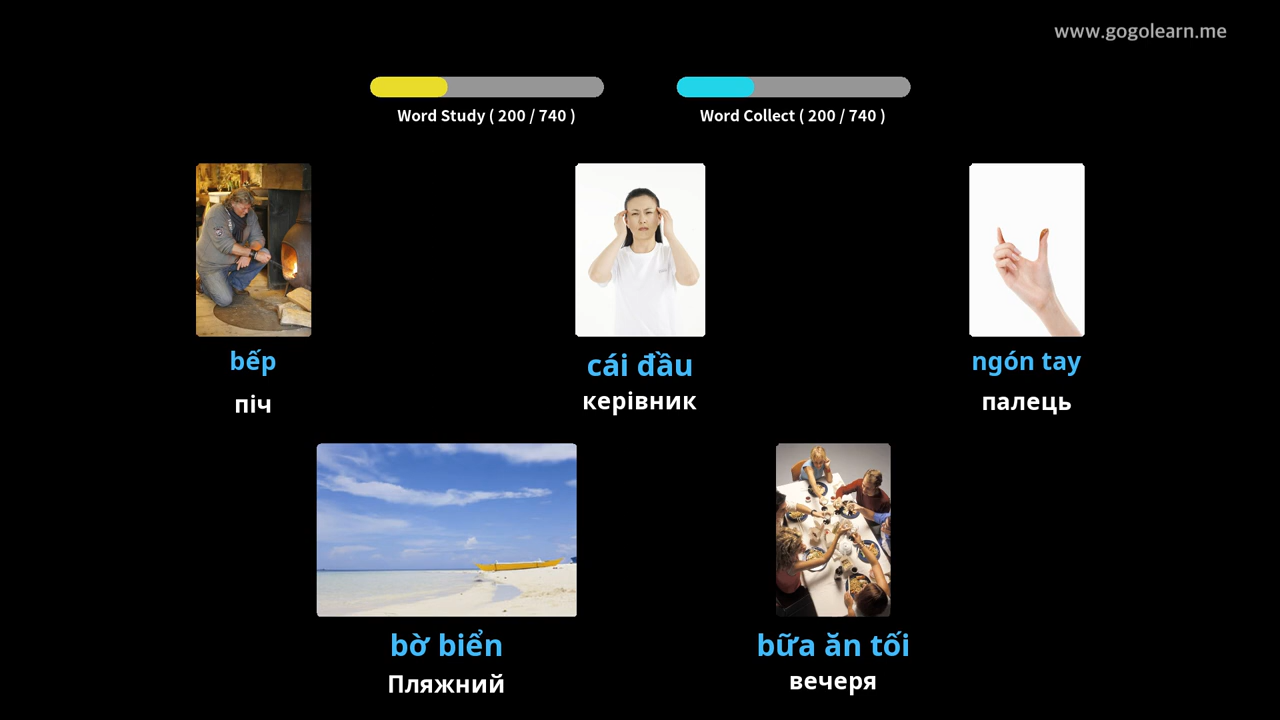 www.gogolearn.me
Word Study ( 200 / 740 )
Word Collect ( 200 / 740 )
bếp
cái đầu
ngón tay
піч
керівник
палець
bờ biển
bữa ăn tối
Пляжний
вечеря